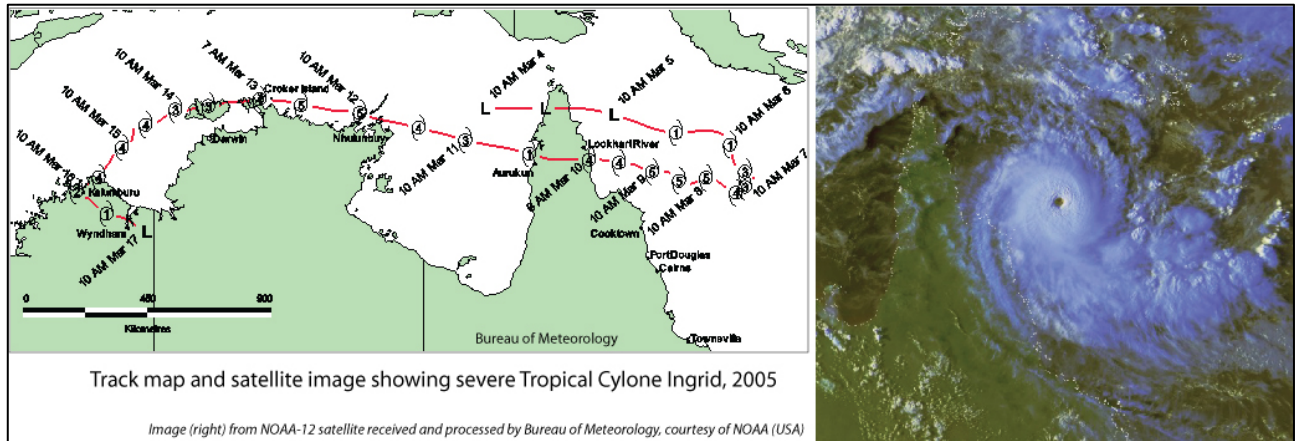 10 AM Mar 4
10 AM Mar 5
10 AM Mar 6
10 AM Mar 7
10 AM Mar 8
10 AM Mar 9
6 AM Mar 10
10 AM Mar 11
10 AM Mar 12
7 AM Mar 13
10 AM Mar 14
10 AM Mar 15
10 AM Mar 17
L
L
L
L
Croker Island
Darwin
Nhulunbuy
Lockhart River
Aurukun
Kalumburu
Wyndham
Cooktown
Port Douglas
Cairns
Townsville
0 450 900
Kilometres
Bureau of Meteorology
Track map and satellite image showing severe Tropical Cylone Ingrid, 2005
Image (right) from NOAA-12 satellite received and processed by Bureau of Meteorology, courtesy of NOAA (USA)